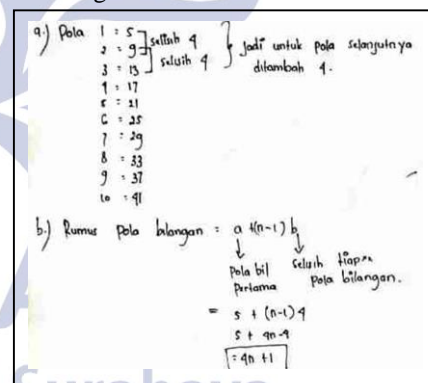 a.) Pola 1 : 5
2 : 9 ] selisih 4
3 : 13 ] selisih 4 } Jadi untuk pola selanjutnya ditambah 4.
4 : 17
5 : 21
6 : 25
7 : 29
8 : 33
9 : 37
10 : 41
b.) Rumus pola bilangan : a +(n-1) b
↓ ↓
Pola bil Pertama
Selisih tiap pola bilangan.
= 5 + (n-1) 4
5 + 4n-4
: 4n +1
Surabaya